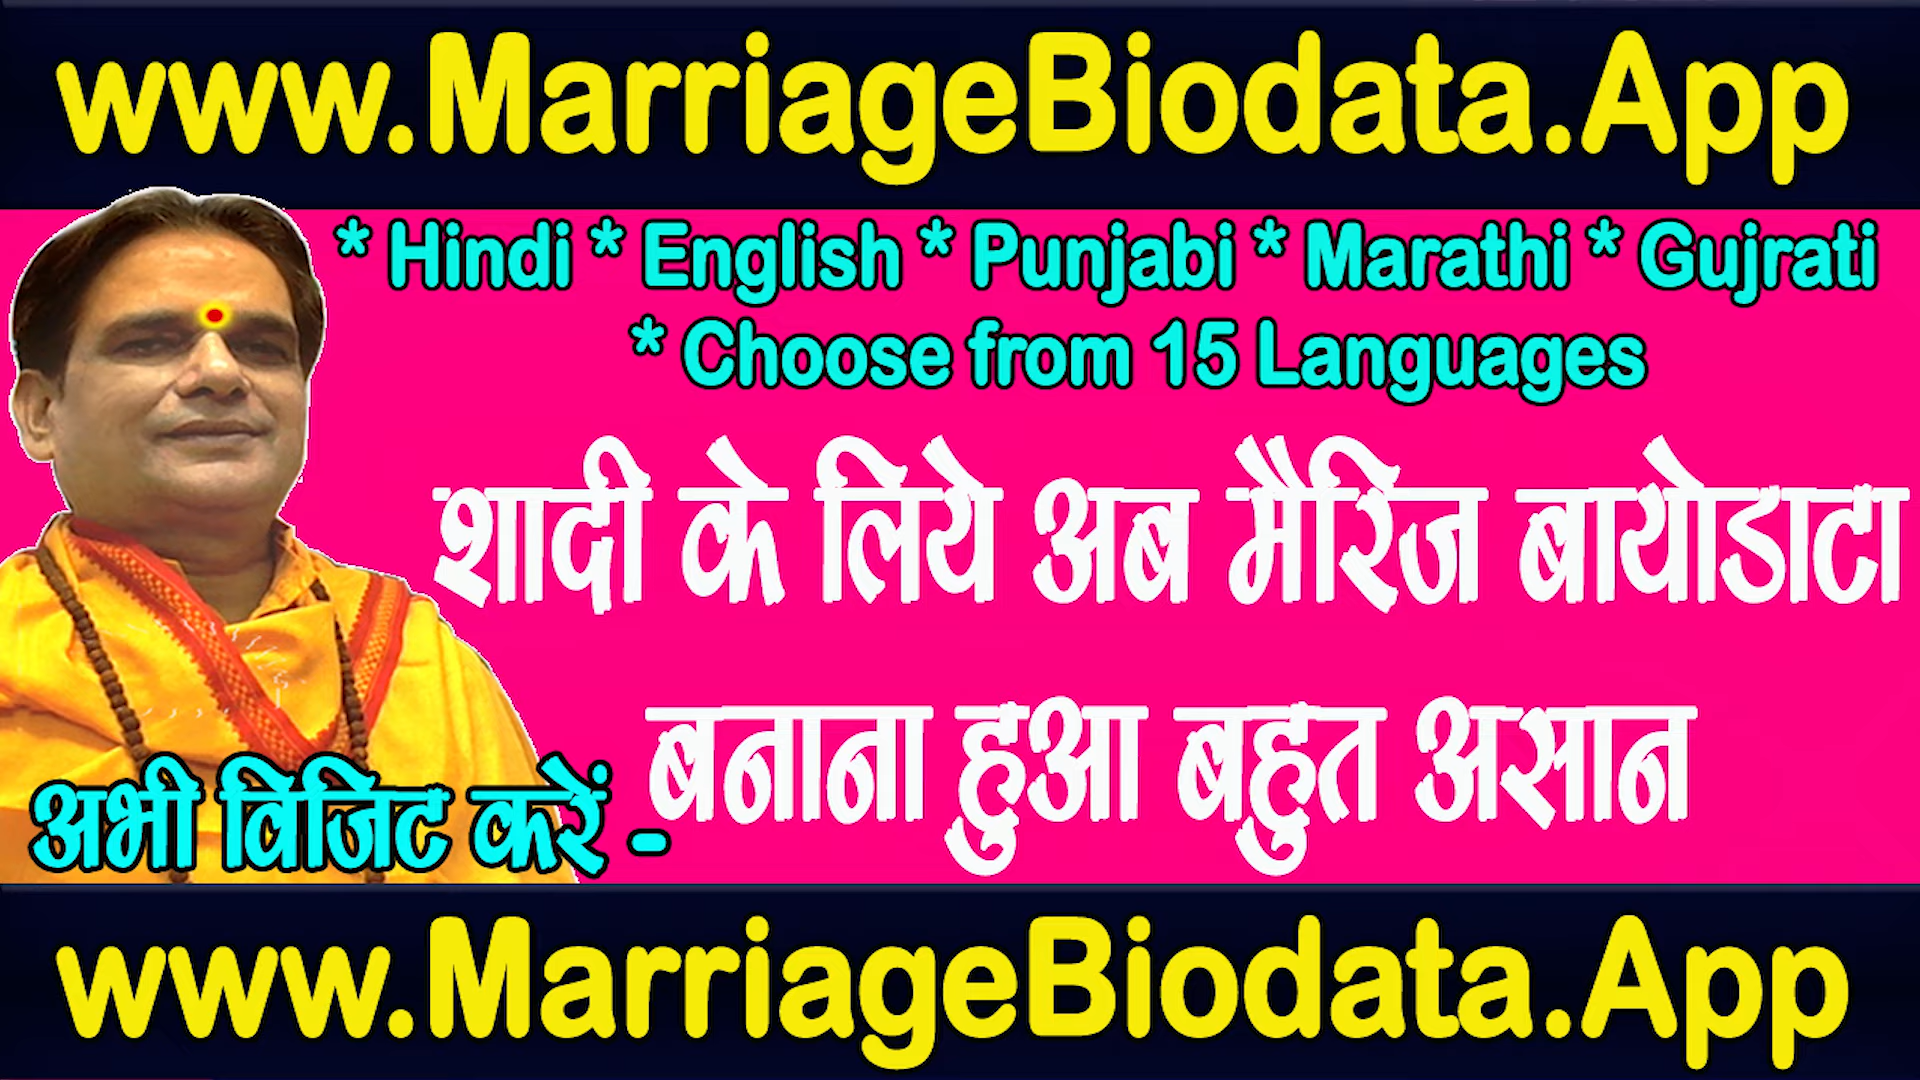 www.MarriageBiodata.App
* Hindi * English * Punjabi * Marathi * Gujrati
* Choose from 15 Languages
शादी के लिये अब मैरिज बायोडाटा
बनाना हुआ बहुत असान
अभी विजिट करें -
www.MarriageBiodata.App